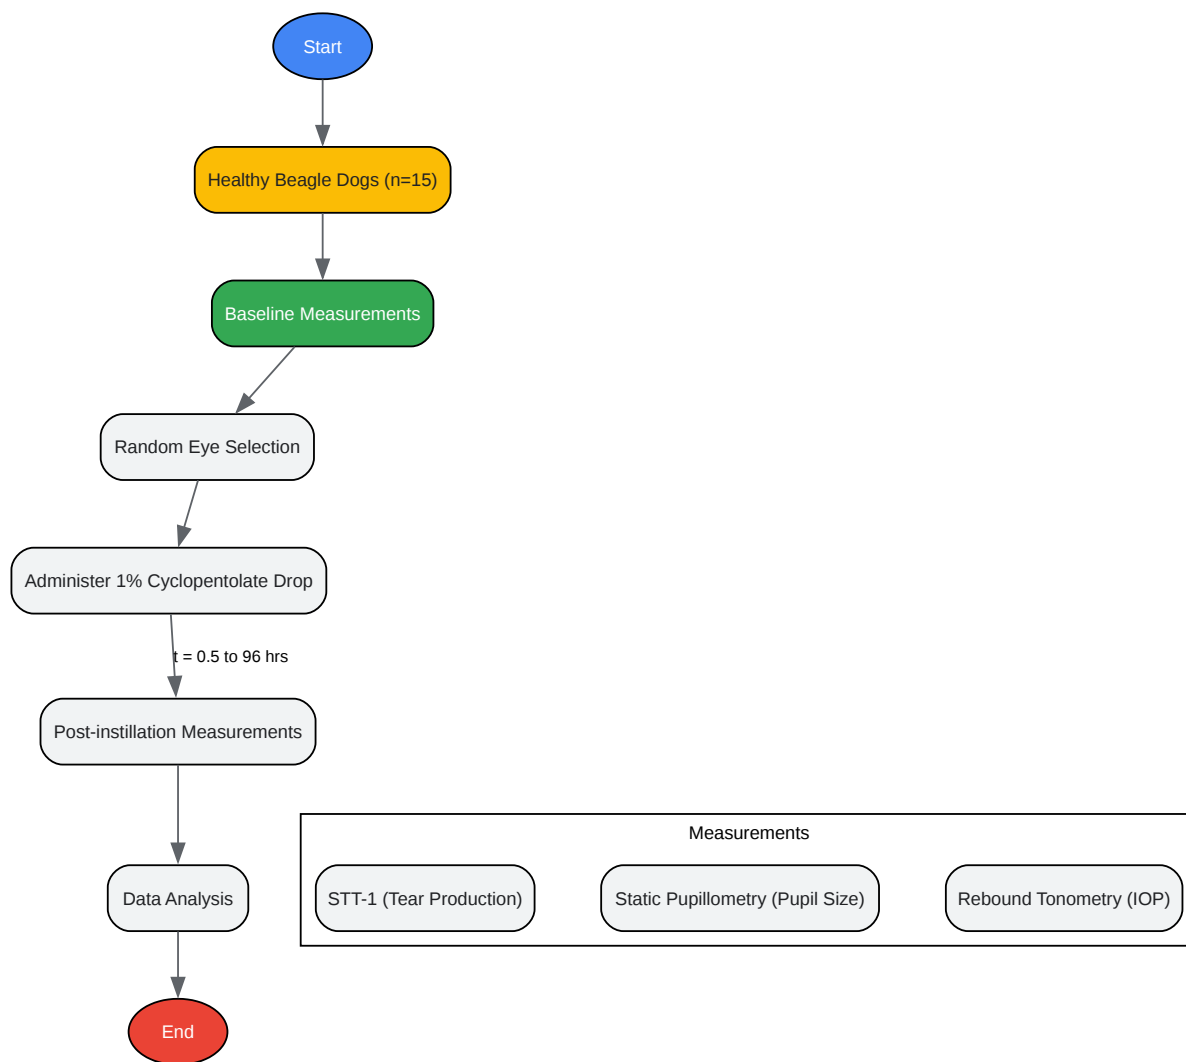 Start
Healthy Beagle Dogs (n=15)
Baseline Measurements
Random Eye Selection
Administer 1% Cyclopentolate Drop
t = 0.5 to 96 hrs
Post-instillation Measurements
Measurements
Data Analysis
STT-1 (Tear Production)
Static Pupillometry (Pupil Size)
Rebound Tonometry (IOP)
End